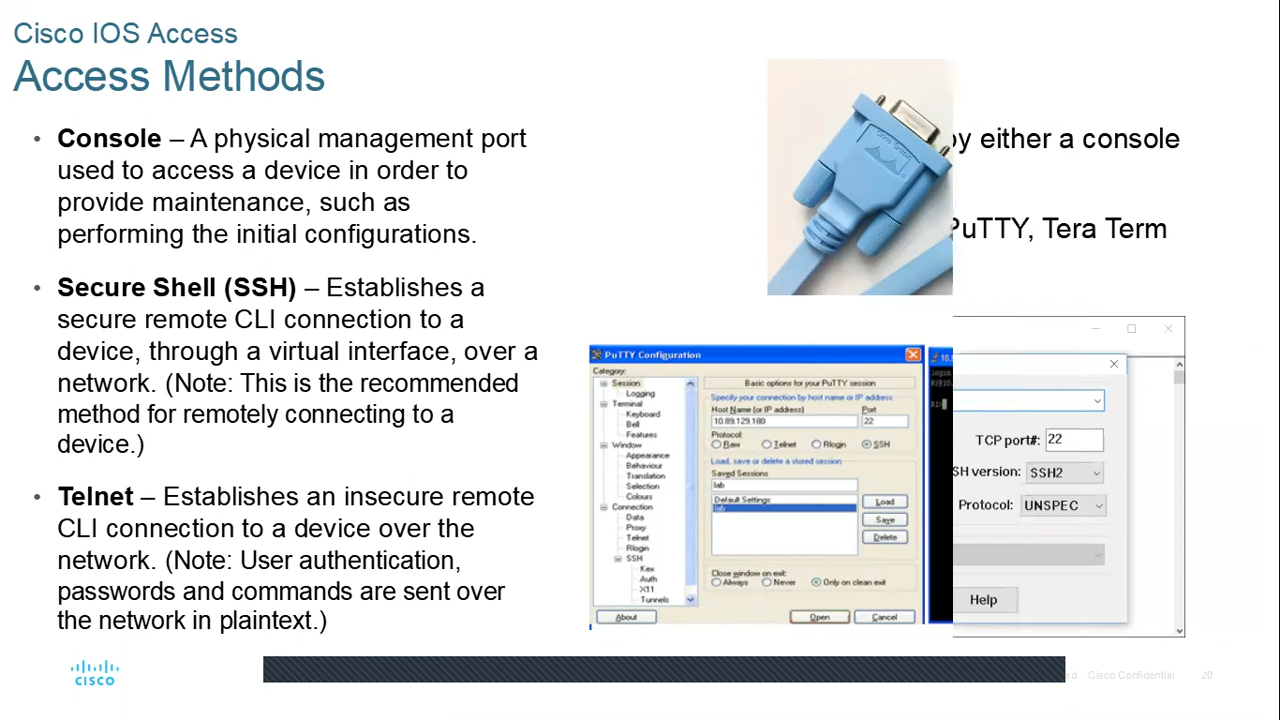 Cisco IOS Access
Access Methods
• Console – A physical management port
used to access a device in order to
provide maintenance, such as
performing the initial configurations.
• Secure Shell (SSH) – Establishes a
secure remote CLI connection to a
device, through a virtual interface, over a
network. (Note: This is the recommended
method for remotely connecting to a
device.)
• Telnet – Establishes an insecure remote
CLI connection to a device over the
network. (Note: User authentication,
passwords and commands are sent over
the network in plaintext.)
by either a console
PuTTY, Tera Term
PuTTY Configuration
Category:
Session
Logging
Terminal
Keyboard
Bell
Features
Window
Appearance
Behaviour
Translation
Selection
Colours
Connection
Data
Proxy
Telnet
Rlogin
SSH
Kex
Auth
X11
Tunnels
Basic options for your PuTTY session
Specify your connection by host name or IP address
Host Name (or IP address) Port
10.89.129.180 22
Protocol:
Raw Telnet Rlogin SSH
Load, save or delete a stored session
Saved Sessions
lab
Default Settings
lab
Load
Save
Delete
Close window on exit:
Always Never Only on clean exit
About Open Cancel
login
TCP port#: 22
SH version: SSH2
Protocol: UNSPEC
Help
CISCO
ed. Cisco Confidential 20